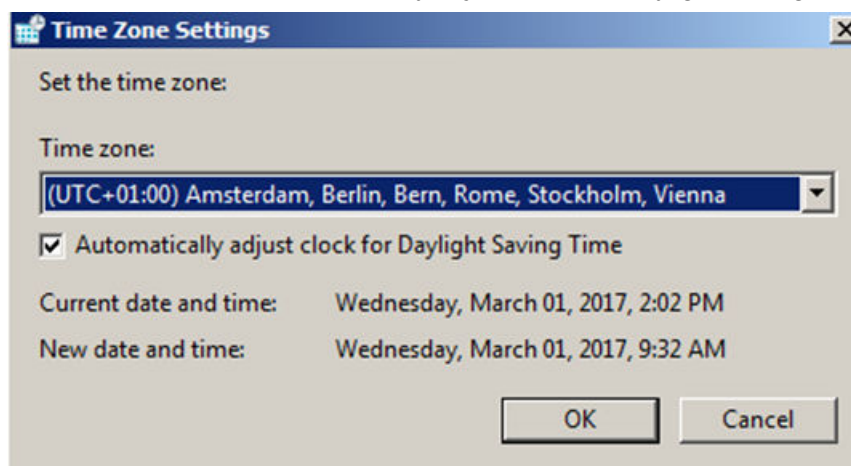 Time Zone Settings
Set the time zone:
Time zone:
(UTC+01:00) Amsterdam, Berlin, Bern, Rome, Stockholm, Vienna
Automatically adjust clock for Daylight Saving Time
Current date and time: Wednesday, March 01, 2017, 2:02 PM
New date and time: Wednesday, March 01, 2017, 9:32 AM
OK Cancel